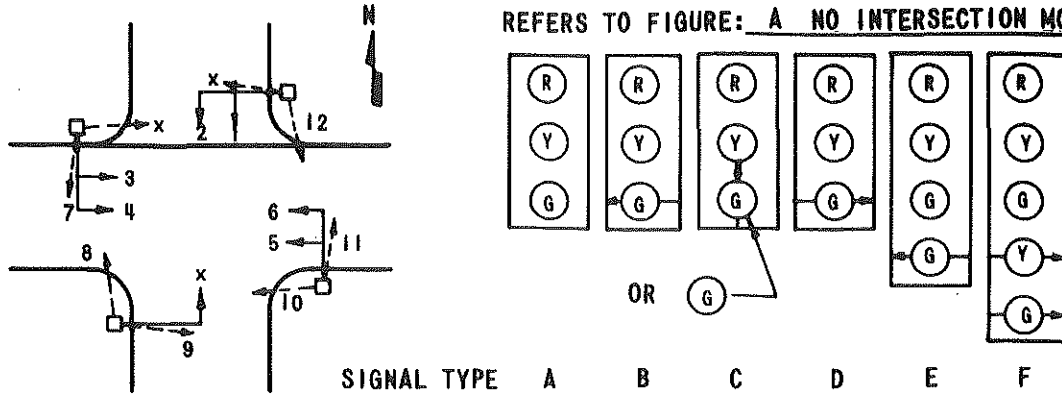 N
REFERS TO FIGURE: A NO INTERSECTION MO
x
2
12
x
3
7
4
6
5
11
8
x
10
9
R R R R R R
Y Y Y Y Y Y
G G G G G G
G Y
OR G
G
SIGNAL TYPE A B C D E F